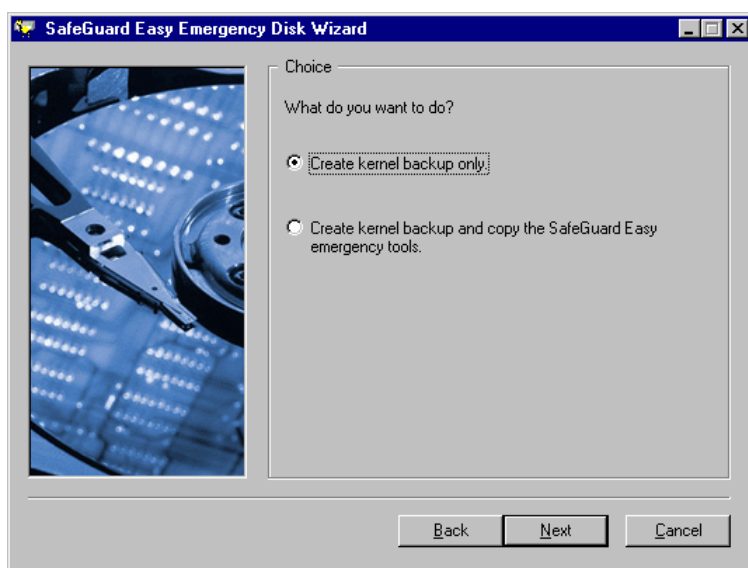 SafeGuard Easy Emergency Disk Wizard
Choice
What do you want to do?
Create kernel backup only.
Create kernel backup and copy the SafeGuard Easy
emergency tools.
Back
Next
Cancel